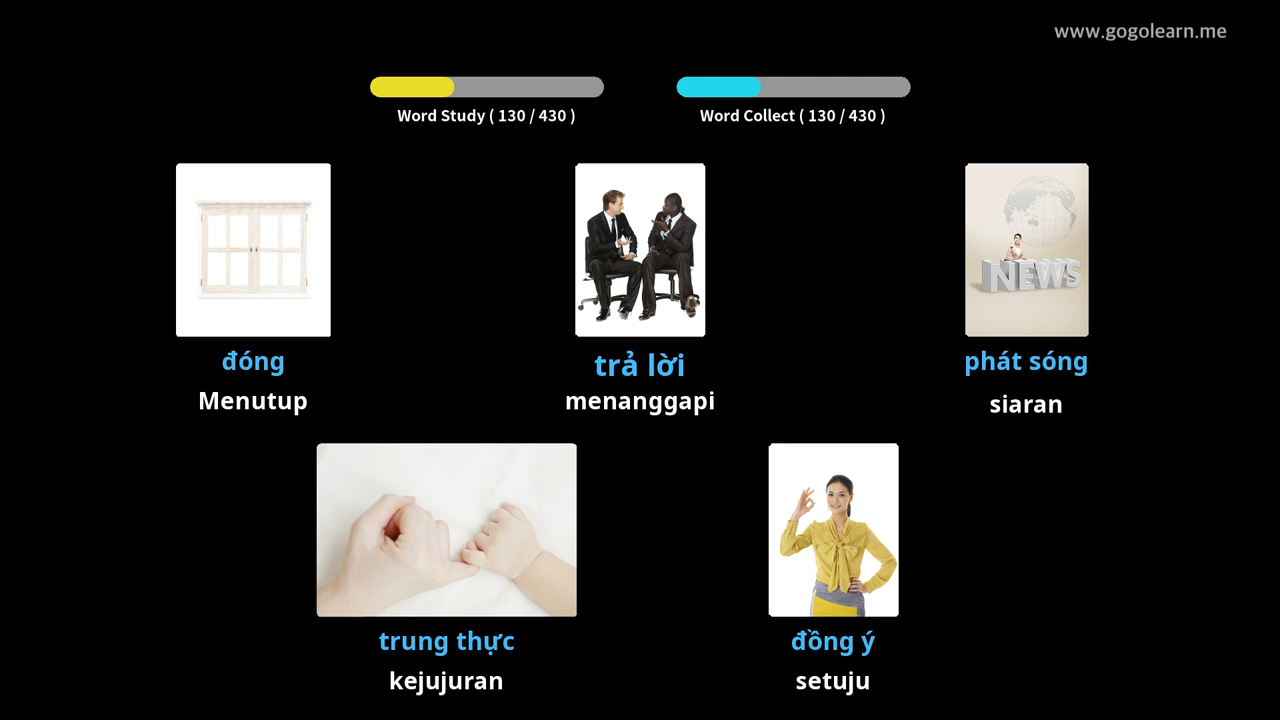 www.gogolearn.me
Word Study ( 130 / 430 )
Word Collect ( 130 / 430 )
NEWS
đóng
trả lời
phát sóng
Menutup
menanggapi
siaran
trung thực
đồng ý
kejujuran
setuju